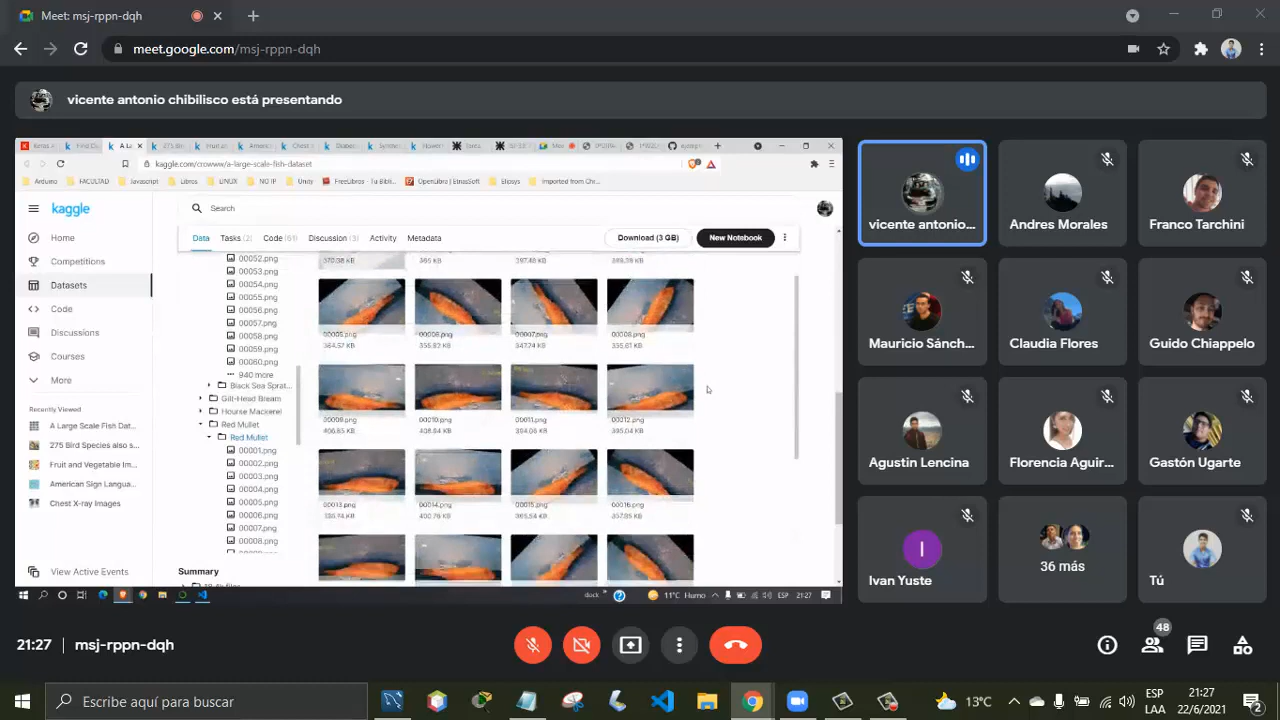 Meet: msj-rppn-dqh
meet.google.com/msj-rppn-dqh
vicente antonio chibilisco está presentando
kaggle.com/crowww/a-large-scale-fish-dataset
Arduino
FACULTAD
Javascript
Libros
LINUX
NO IP
Unity
FreeLibros - Tu Bibli...
OpenLibra | EtnasSoft
Elipsys
Imported from Chr...
kaggle
Search
Data
Tasks (2)
Code (61)
Discussion (3)
Activity
Metadata
Download (3 GB)
New Notebook
Home
Competitions
Datasets
Code
Discussions
Courses
More
Recently Viewed
A Large Scale Fish Dat...
275 Bird Species also s...
Fruit and Vegetable Im...
American Sign Langua...
Chest X-ray Images
View Active Events
00052.png
00053.png
00054.png
00055.png
00056.png
00057.png
00058.png
00059.png
00060.png
940 more
Black Sea Sprat...
Gilt-Head Bream
Hourse Mackerel
Red Mullet
Red Mullet
00001.png
00002.png
00003.png
00004.png
00005.png
00006.png
00007.png
00008.png
Summary
00005.png
00006.png
00007.png
00008.png
00009.png
00010.png
00011.png
00012.png
00013.png
00014.png
00015.png
00016.png
dock
11°C Humo
ESP
21:27
vicente antonio...
Andres Morales
Franco Tarchini
Mauricio Sánch...
Claudia Flores
Guido Chiappelo
Agustin Lencina
Florencia Aguir...
Gastón Ugarte
I
Ivan Yuste
36 más
Tú
21:27 | msj-rppn-dqh
48
Escribe aquí para buscar
13°C
ESP
LAA
21:27
22/6/2021
2